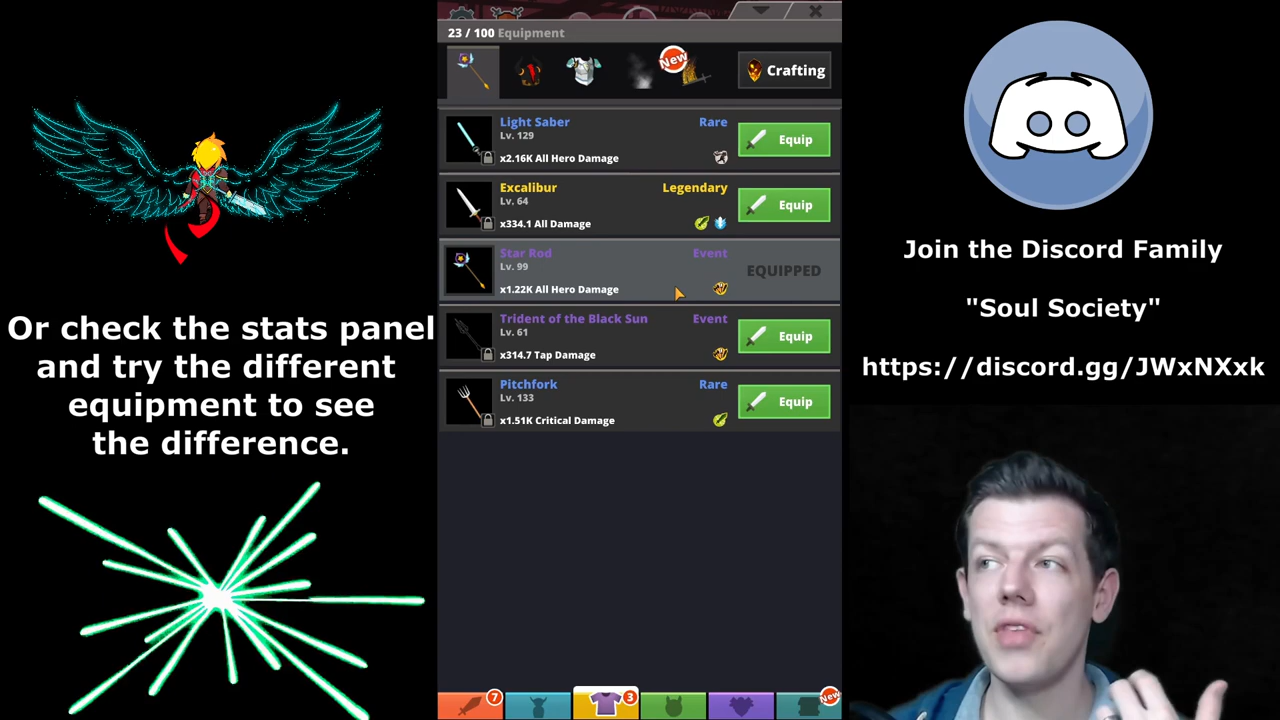 23 / 100 Equipment
New
Crafting
Light Saber
Rare
Lv. 129
Equip
x2.16K All Hero Damage
Excalibur
Legendary
Lv. 64
Equip
x334.1 All Damage
Star Rod
Event
Lv. 99
EQUIPPED
x1.22K All Hero Damage
Trident of the Black Sun
Event
Lv. 61
Equip
x314.7 Tap Damage
Pitchfork
Rare
Lv. 133
Equip
x1.51K Critical Damage
7
3
New
Or check the stats panel
and try the different
equipment to see
the difference.
Join the Discord Family
"Soul Society"
https://discord.gg/JWxNXxk